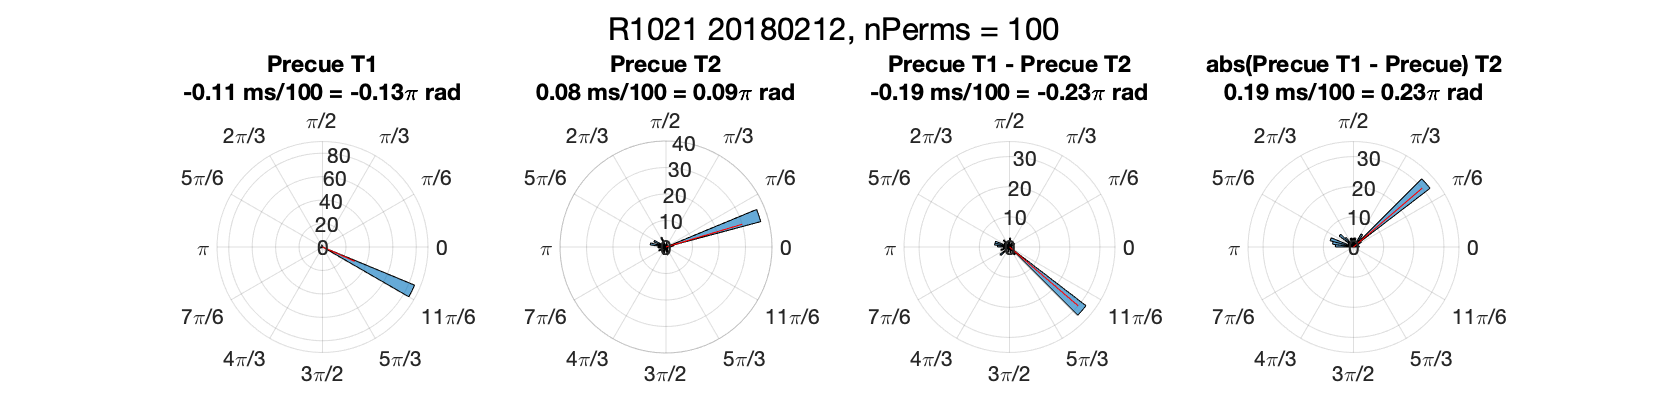 R1021 20180212, nPerms = 100
Precue T1
-0.11 ms/100 = -0.13π rad
π/2
2π/3 π/3
5π/6 π/6
π 0
7π/6 11π/6
4π/3 5π/3
3π/2
80
60
40
20
0
Precue T2
0.08 ms/100 = 0.09π rad
π/2
2π/3 π/3
5π/6 π/6
π 0
7π/6 11π/6
4π/3 5π/3
3π/2
40
30
20
10
0
Precue T1 - Precue T2
-0.19 ms/100 = -0.23π rad
π/2
2π/3 π/3
5π/6 π/6
π 0
7π/6 11π/6
4π/3 5π/3
3π/2
30
20
10
0
abs(Precue T1 - Precue) T2
0.19 ms/100 = 0.23π rad
π/2
2π/3 π/3
5π/6 π/6
π 0
7π/6 11π/6
4π/3 5π/3
3π/2
30
20
10
0